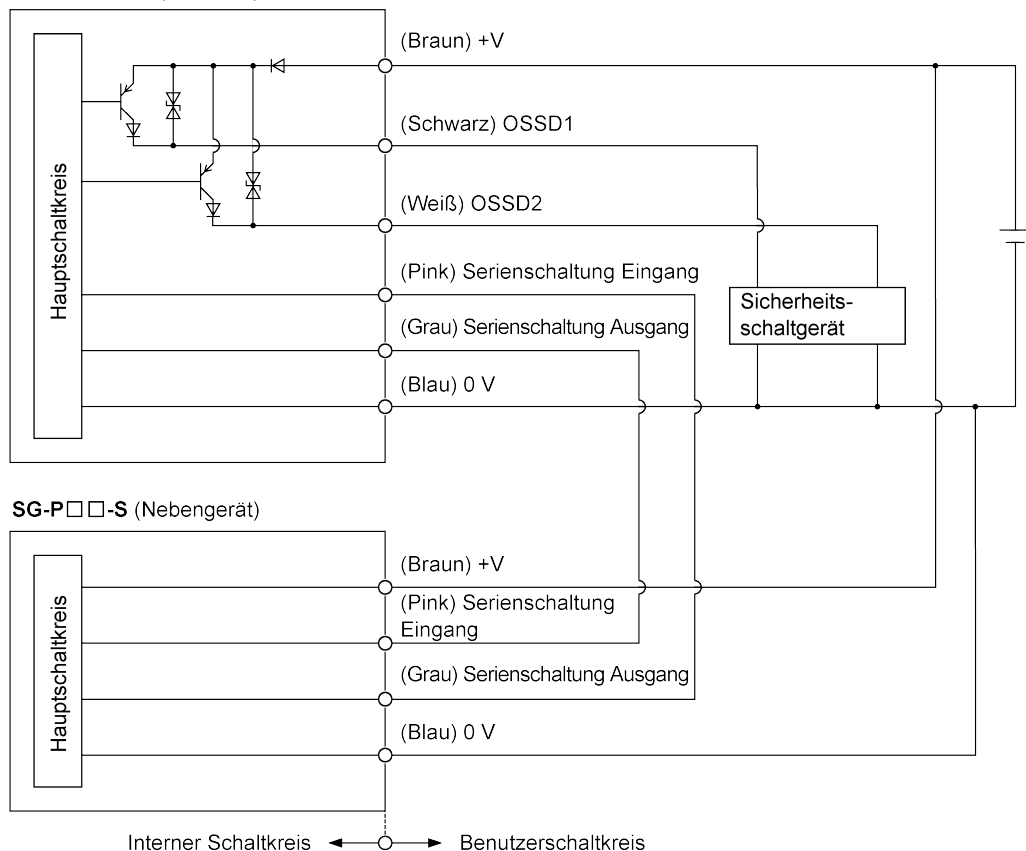 (Braun) +V
(Schwarz) OSSD1
(Weiß) OSSD2
(Pink) Serienschaltung Eingang
(Grau) Serienschaltung Ausgang
(Blau) 0 V
Hauptschaltkreis
Sicherheits-
schaltgerät
SG-P□□-S (Nebengerät)
(Braun) +V
(Pink) Serienschaltung
Eingang
(Grau) Serienschaltung Ausgang
(Blau) 0 V
Hauptschaltkreis
Interner Schaltkreis
Benutzerschaltkreis